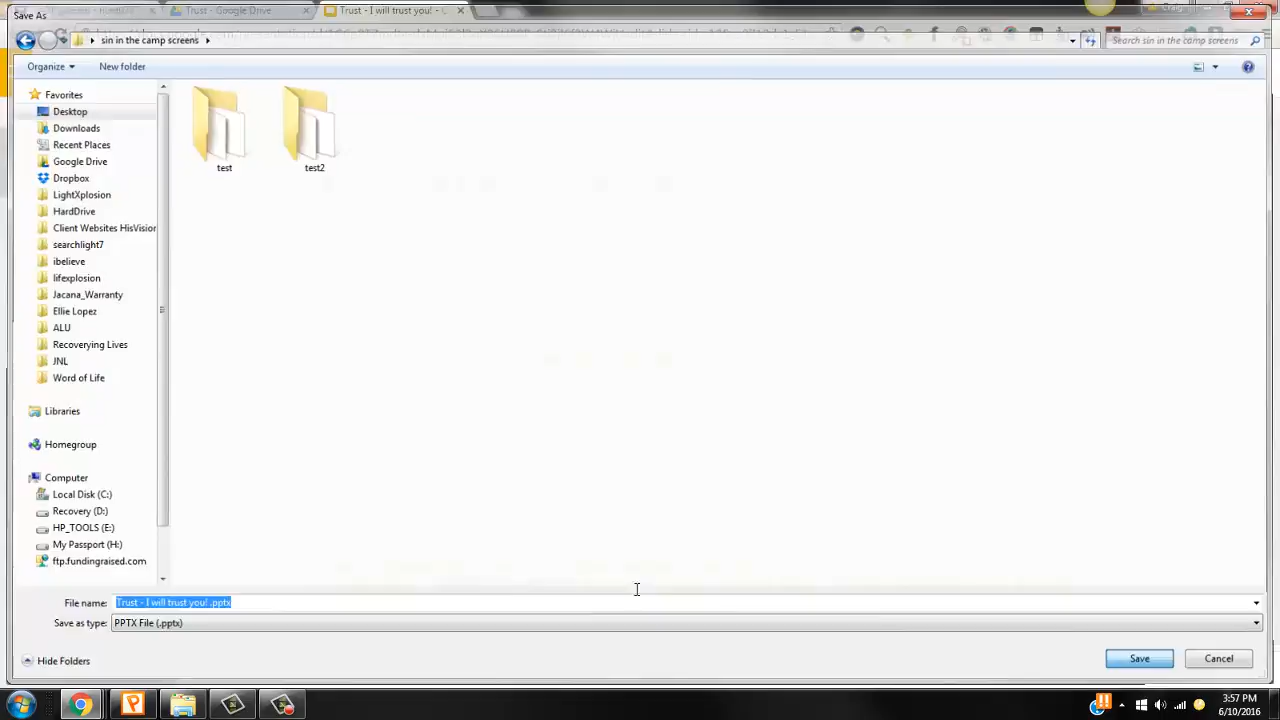 Save As
Trust - Google Drive
Trust - I will trust you! -
sin in the camp screens
Search sin in the camp screens
Organize
New folder
Favorites
Desktop
Downloads
Recent Places
Google Drive
Dropbox
LightXplosion
HardDrive
Client Websites HisVision
searchlight7
ibelieve
lifexplosion
Jacana_Warranty
Ellie Lopez
ALU
Recoverying Lives
JNL
Word of Life
Libraries
Homegroup
Computer
Local Disk (C:)
Recovery (D:)
HP_TOOLS (E:)
My Passport (H:)
ftp.fundingraised.com
test
test2
File name:
Trust - I will trust you! .pptx
Save as type:
PPTX File (.pptx)
Hide Folders
Save
Cancel
3:57 PM
6/10/2016